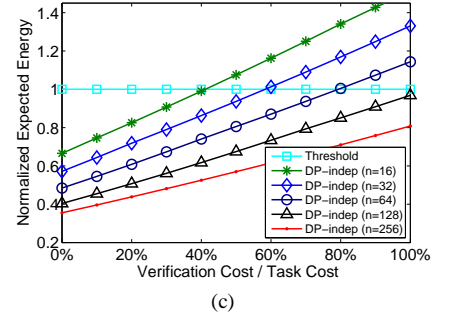 Normalized Expected Energy
1.4
1.2
1
0.8
0.6
0.4
0.2
0% 20% 40% 60% 80% 100%
Verification Cost / Task Cost
Threshold
DP−indep (n=16)
DP−indep (n=32)
DP−indep (n=64)
DP−indep (n=128)
DP−indep (n=256)
(c)